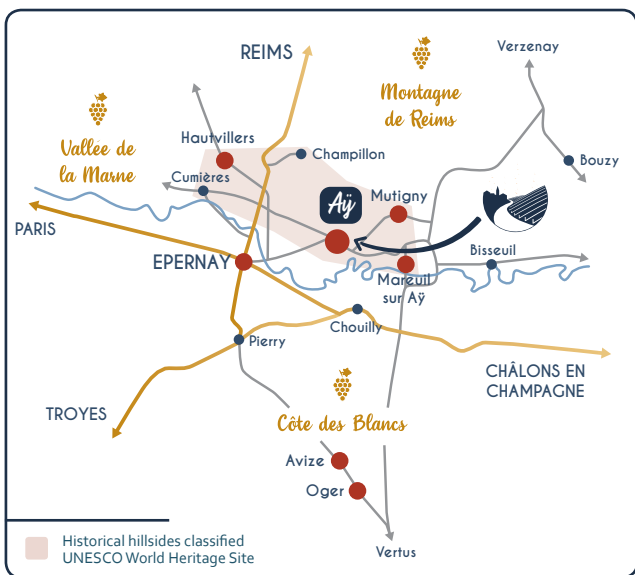 REIMS
Verzenay
Montagne
de Reims
Vallée de
la Marne
Hautvillers
Champillon
Bouzy
Cumières
Aÿ
Mutigny
PARIS
EPERNAY
Bisseuil
Mareuil
sur Aÿ
Chouilly
Pierry
CHÂLONS EN
CHAMPAGNE
TROYES
Côte des Blancs
Avize
Oger
Vertus
Historical hillsides classified
UNESCO World Heritage Site